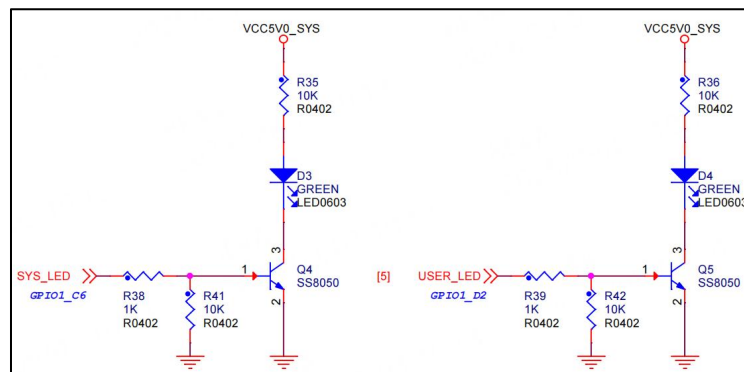 VCC5V0_SYS
R35
10K
R0402
D3
GREEN
LED0603
3
SYS_LED
1
Q4
SS8050
GPIO1_C6
R38
1K
R0402
R41
10K
R0402
2
VCC5V0_SYS
R36
10K
R0402
D4
GREEN
LED0603
3
[5]
USER_LED
1
Q5
SS8050
GPIO1_D2
R39
1K
R0402
R42
10K
R0402
2